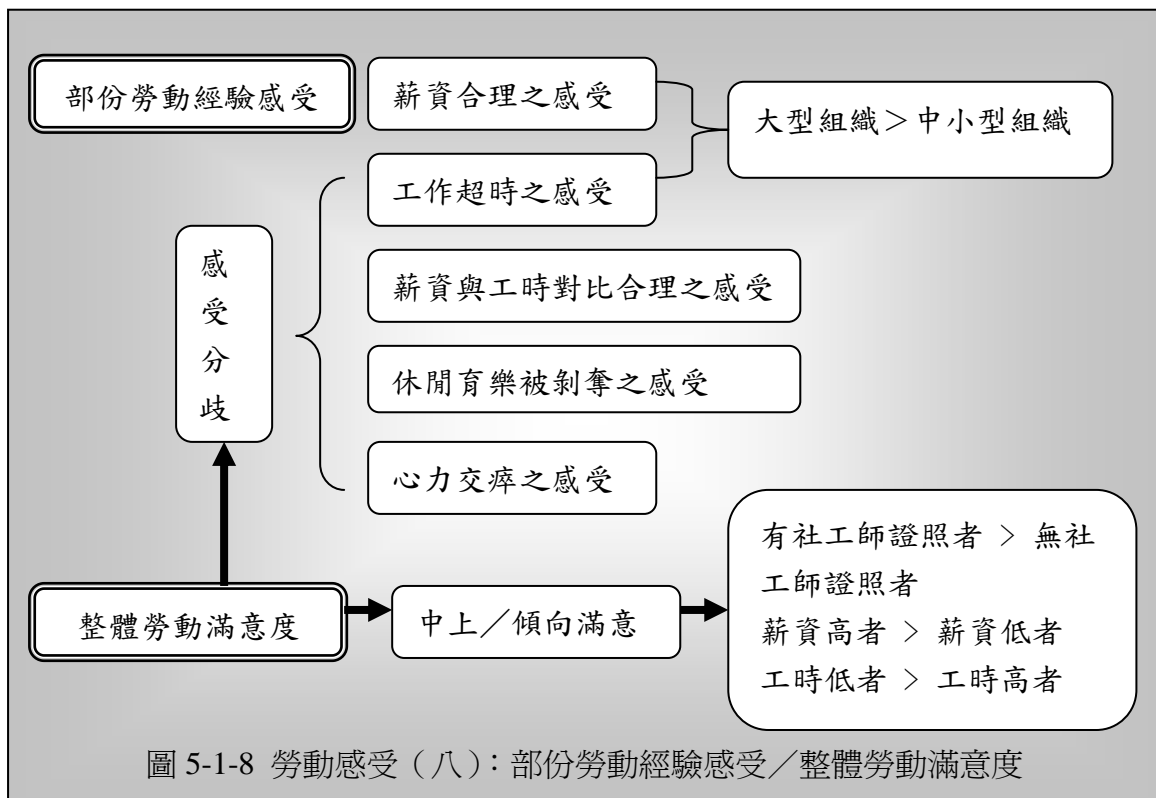 部份勞動經驗感受
薪資合理之感受
大型組織＞中小型組織
工作超時之感受
感
受
分
歧
薪資與工時對比合理之感受
休閒育樂被剝奪之感受
心力交瘁之感受
整體勞動滿意度
中上／傾向滿意
有社工師證照者 > 無社
工師證照者
薪資高者 > 薪資低者
工時低者 > 工時高者
圖 5-1-8 勞動感受（八）：部份勞動經驗感受／整體勞動滿意度